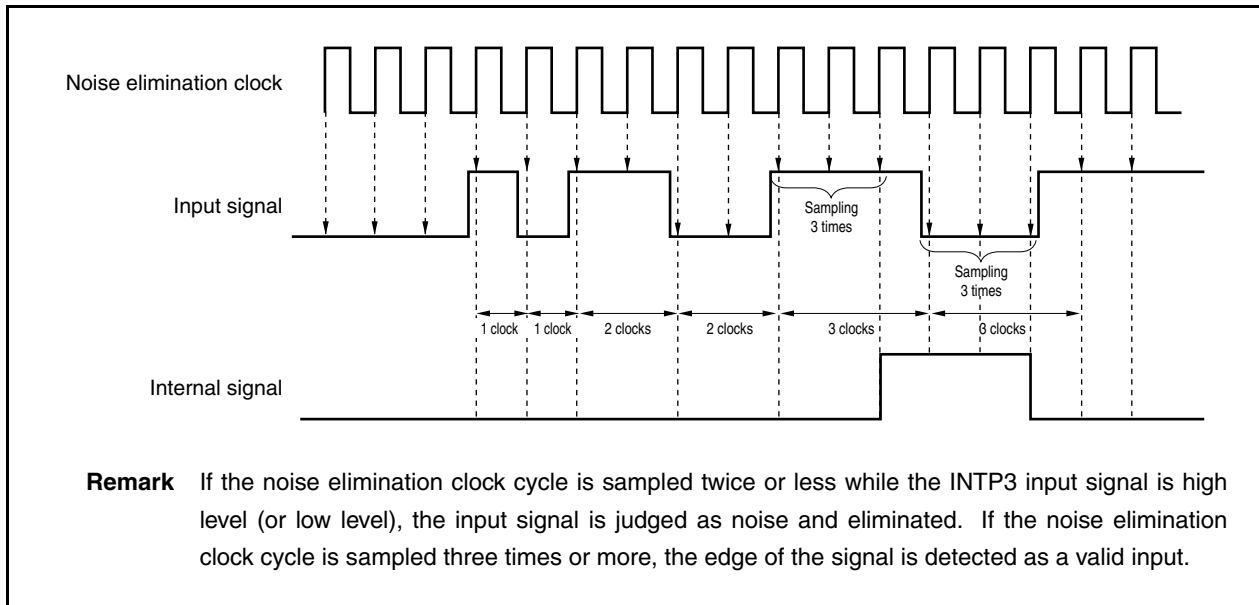 Noise elimination clock
Input signal
Sampling
3 times
Sampling
3 times
1 clock
1 clock
2 clocks
2 clocks
3 clocks
3 clocks
Internal signal
Remark If the noise elimination clock cycle is sampled twice or less while the INTP3 input signal is high
level (or low level), the input signal is judged as noise and eliminated. If the noise elimination
clock cycle is sampled three times or more, the edge of the signal is detected as a valid input.